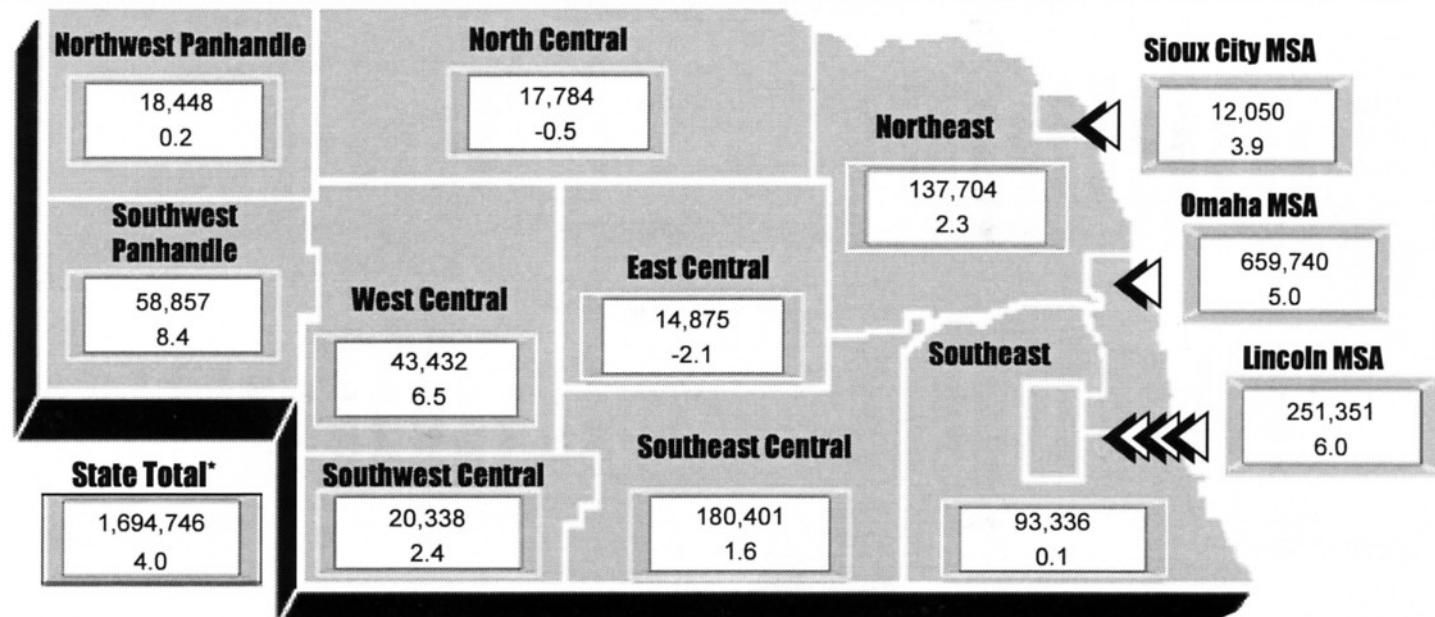 Northwest Panhandle
18,448
0.2
North Central
17,784
-0.5
Sioux City MSA
12,050
3.9
Northeast
137,704
2.3
Omaha MSA
659,740
5.0
Southwest
Panhandle
58,857
8.4
West Central
43,432
6.5
East Central
14,875
-2.1
Southeast
93,336
0.1
Lincoln MSA
251,351
6.0
State Total*
1,694,746
4.0
Southwest Central
20,338
2.4
Southeast Central
180,401
1.6